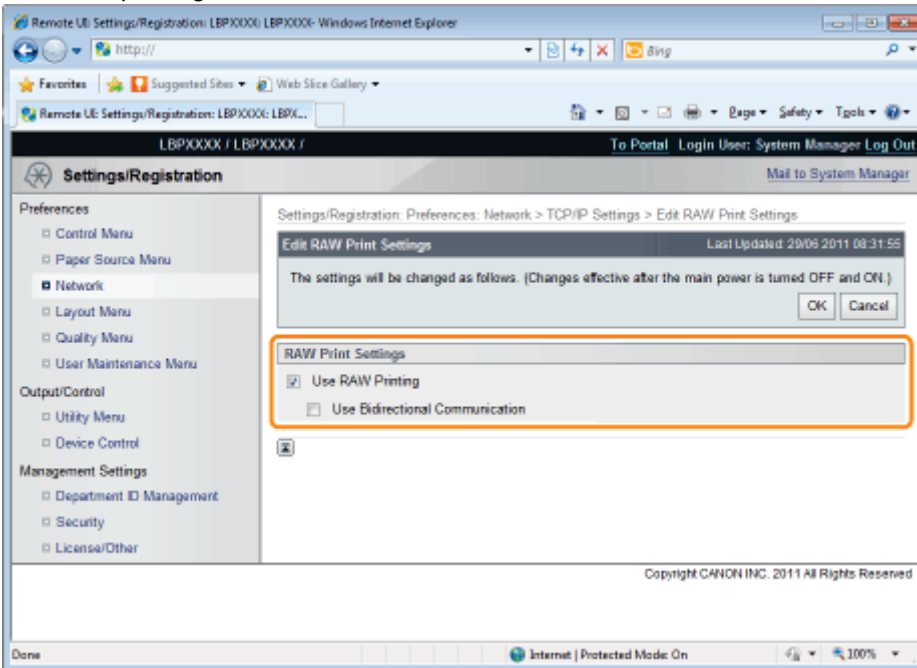 Remote UI: Settings/Registration: LBPXXXX: LBPXXXX- Windows Internet Explorer
http://
Bing
Favorites Suggested Sites Web Slice Gallery
Remote UI: Settings/Registration: LBPXXXX: LBPX... Page Safety Tools
LBPXXXX / LBPXXXX / To Portal Login User: System Manager Log Out
Settings/Registration Mail to System Manager
Preferences
Control Menu
Paper Source Menu
Network
Layout Menu
Quality Menu
User Maintenance Menu
Output/Control
Utility Menu
Device Control
Management Settings
Department ID Management
Security
License/Other
Settings/Registration: Preferences: Network > TCP/IP Settings > Edit RAW Print Settings
Edit RAW Print Settings Last Updated: 29/06 2011 08:31:55
The settings will be changed as follows. (Changes effective after the main power is turned OFF and ON.)
OK Cancel
RAW Print Settings
Use RAW Printing
Use Bidirectional Communication
Copyright CANON INC. 2011 All Rights Reserved
Done Internet | Protected Mode: On 100%